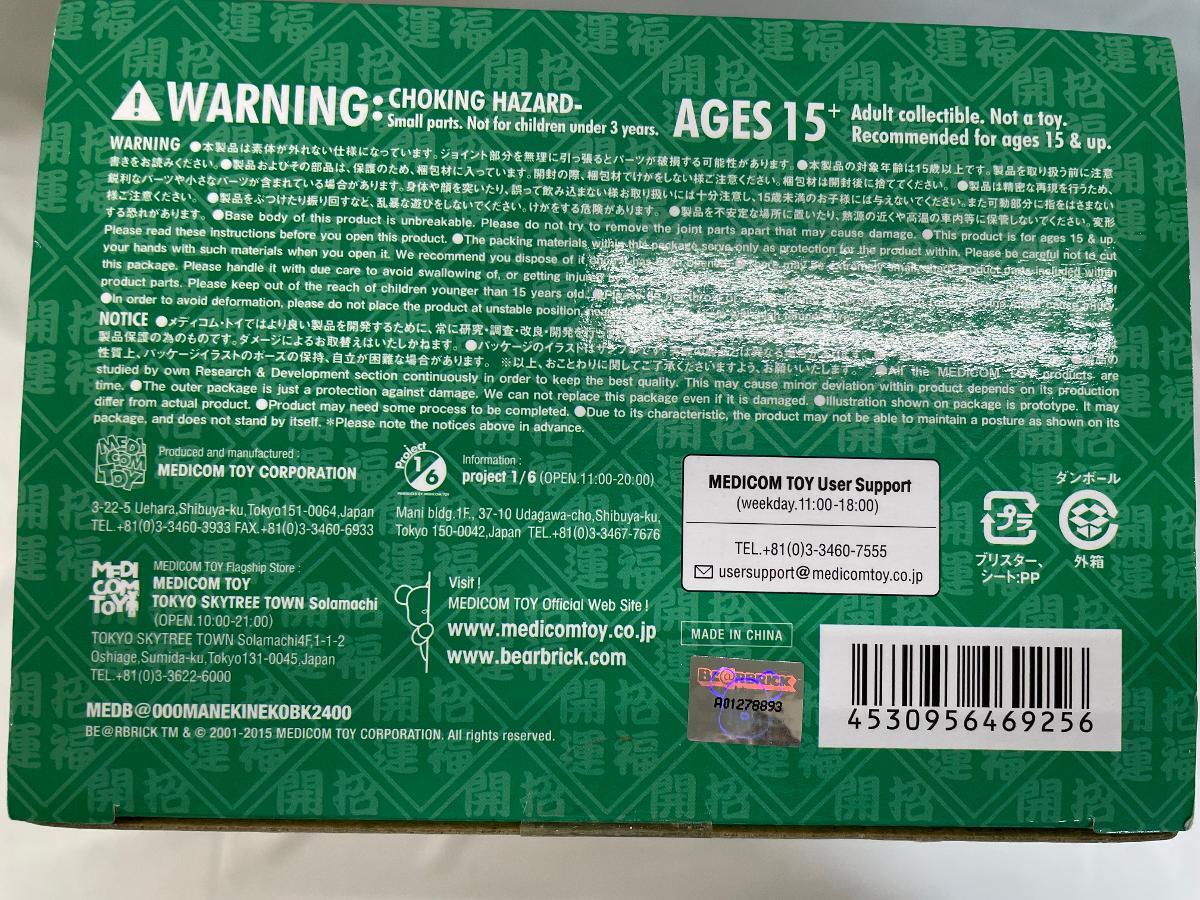 WARNING: CHOKING HAZARD-
Small parts. Not for children under 3 years.
AGES 15+ Adult collectible. Not a toy.
Recommended for ages 15 & up.
WARNING ●本製品は素体が外れない仕様になっています。ジョイント部分を無理に引っ張るとパーツが破損する可能性があります。●本製品の対象年齢は15歳以上です。製品を取り扱う前に注意
書きをお読みください。●製品およびその部品は、保護のため、梱包材に入っています。開封の際、梱包材でけがをしない様ご注意ください。梱包材は開封後に捨ててください。●製品は精密な再現を行うため、
鋭利なパーツや小さなパーツが含まれている場合があります。身体や顔を突いたり、誤って飲み込まない様お取り扱いには十分注意し、15歳未満のお子様には与えないでください。また可動部分に指をはさまない
様ご注意ください。●製品をぶつけたり振り回すなど、乱暴な遊びをしないでください。けがをする危険があります。●製品を不安定な場所に置いたり、熱源の近くや高温の車内等に保管しないでください。変形
する恐れがあります。●Base body of this product is unbreakable. Please do not try to remove the joint parts apart that may cause damage. ●This product is for ages 15 & up.
Please read these instructions before you open this product. ●The packing materials within this package serve only as protection for the product within. Please be careful not to cut
your hands with such materials when you open it. We recommend you dispose of it may be extremely small product parts included within
this package. Please handle it with due care to avoid swallowing of, or getting
product parts. Please keep out of the reach of children younger than 15 years old.
●In order to avoid deformation, please do not place the product at unstable position,
NOTICE ●メディコム・トイではより良い製品を開発するために、常に研究・調査・改良・開発を
製品保護の為のものです。ダメージによるお取替えはいたしかねます。●パッケージのイラストは
性質上、パッケージイラストのポーズの保持、自立が困難な場合があります。※以上、おことわりに関してご了承くださいますよう、お願いいたします。●All the MEDICOM TOY products are
studied by own Research & Development section continuously in order to keep the best quality. This may cause minor deviation within product depends on its production
time. ●The outer package is just a protection against damage. We can not replace this package even if it is damaged. ●Illustration shown on package is prototype. It may
differ from actual product. ●Product may need some process to be completed. ●Due to its characteristic, the product may not be able to maintain a posture as shown on its
package, and does not stand by itself. *Please note the notices above in advance.
MEDI COM TOY
Produced and manufactured :
MEDICOM TOY CORPORATION
3-22-5 Uehara,Shibuya-ku,Tokyo151-0064,Japan
TEL.+81(0)3-3460-3933 FAX.+81(0)3-3460-6933
Project 1/6
PRODUCED BY MEDICOM TOY
Information :
project 1/6 (OPEN.11:00-20:00)
Mani bldg.1F., 37-10 Udagawa-cho,Shibuya-ku,
Tokyo 150-0042,Japan TEL.+81(0)3-3467-7676
MEDICOM TOY User Support
(weekday.11:00-18:00)
TEL.+81(0)3-3460-7555
usersupport@medicomtoy.co.jp
プラ
ブリスター、
シート:PP
ダンボール
外箱
MEDI COM TOY
MEDICOM TOY Flagship Store :
MEDICOM TOY
TOKYO SKYTREE TOWN Solamachi
(OPEN.10:00-21:00)
TOKYO SKYTREE TOWN Solamachi4F,1-1-2
Oshiage,Sumida-ku,Tokyo131-0045,Japan
TEL.+81(0)3-3622-6000
Visit !
MEDICOM TOY Official Web Site !
www.medicomtoy.co.jp
www.bearbrick.com
MADE IN CHINA
BE@RBRICK
A01278893
4530956469256
MEDB@000MANEKINEKOBK2400
BE@RBRICK TM & © 2001-2015 MEDICOM TOY CORPORATION. All rights reserved.
開招
運福